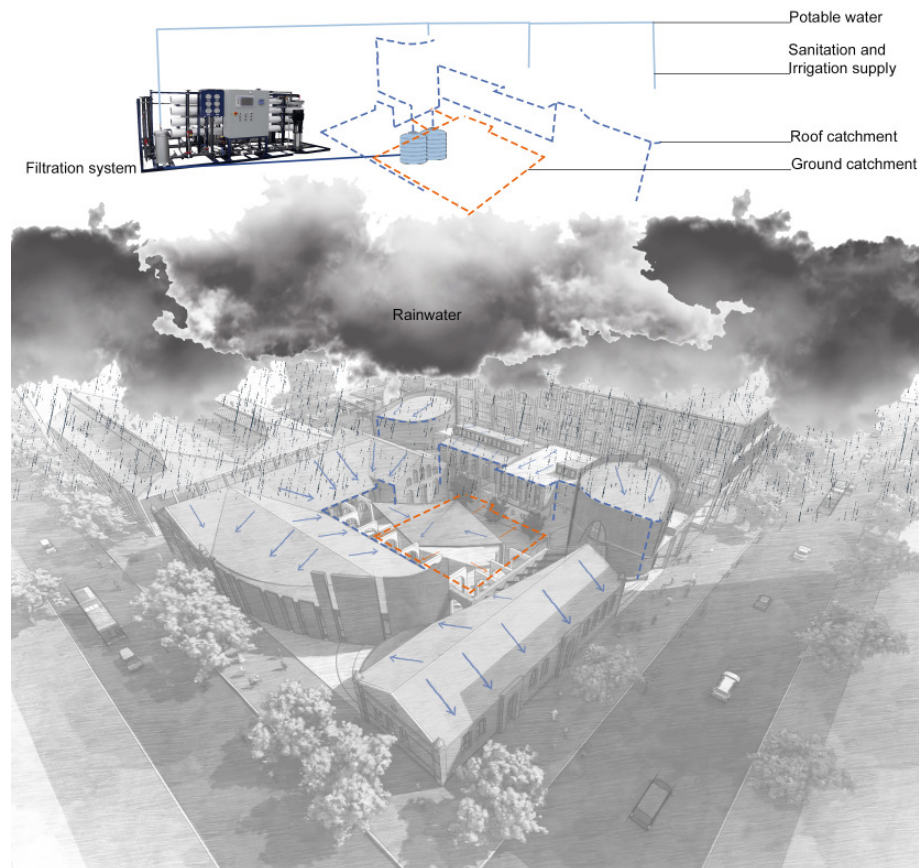 Potable water
Sanitation and
Irrigation supply
Roof catchment
Ground catchment
Filtration system
Rainwater